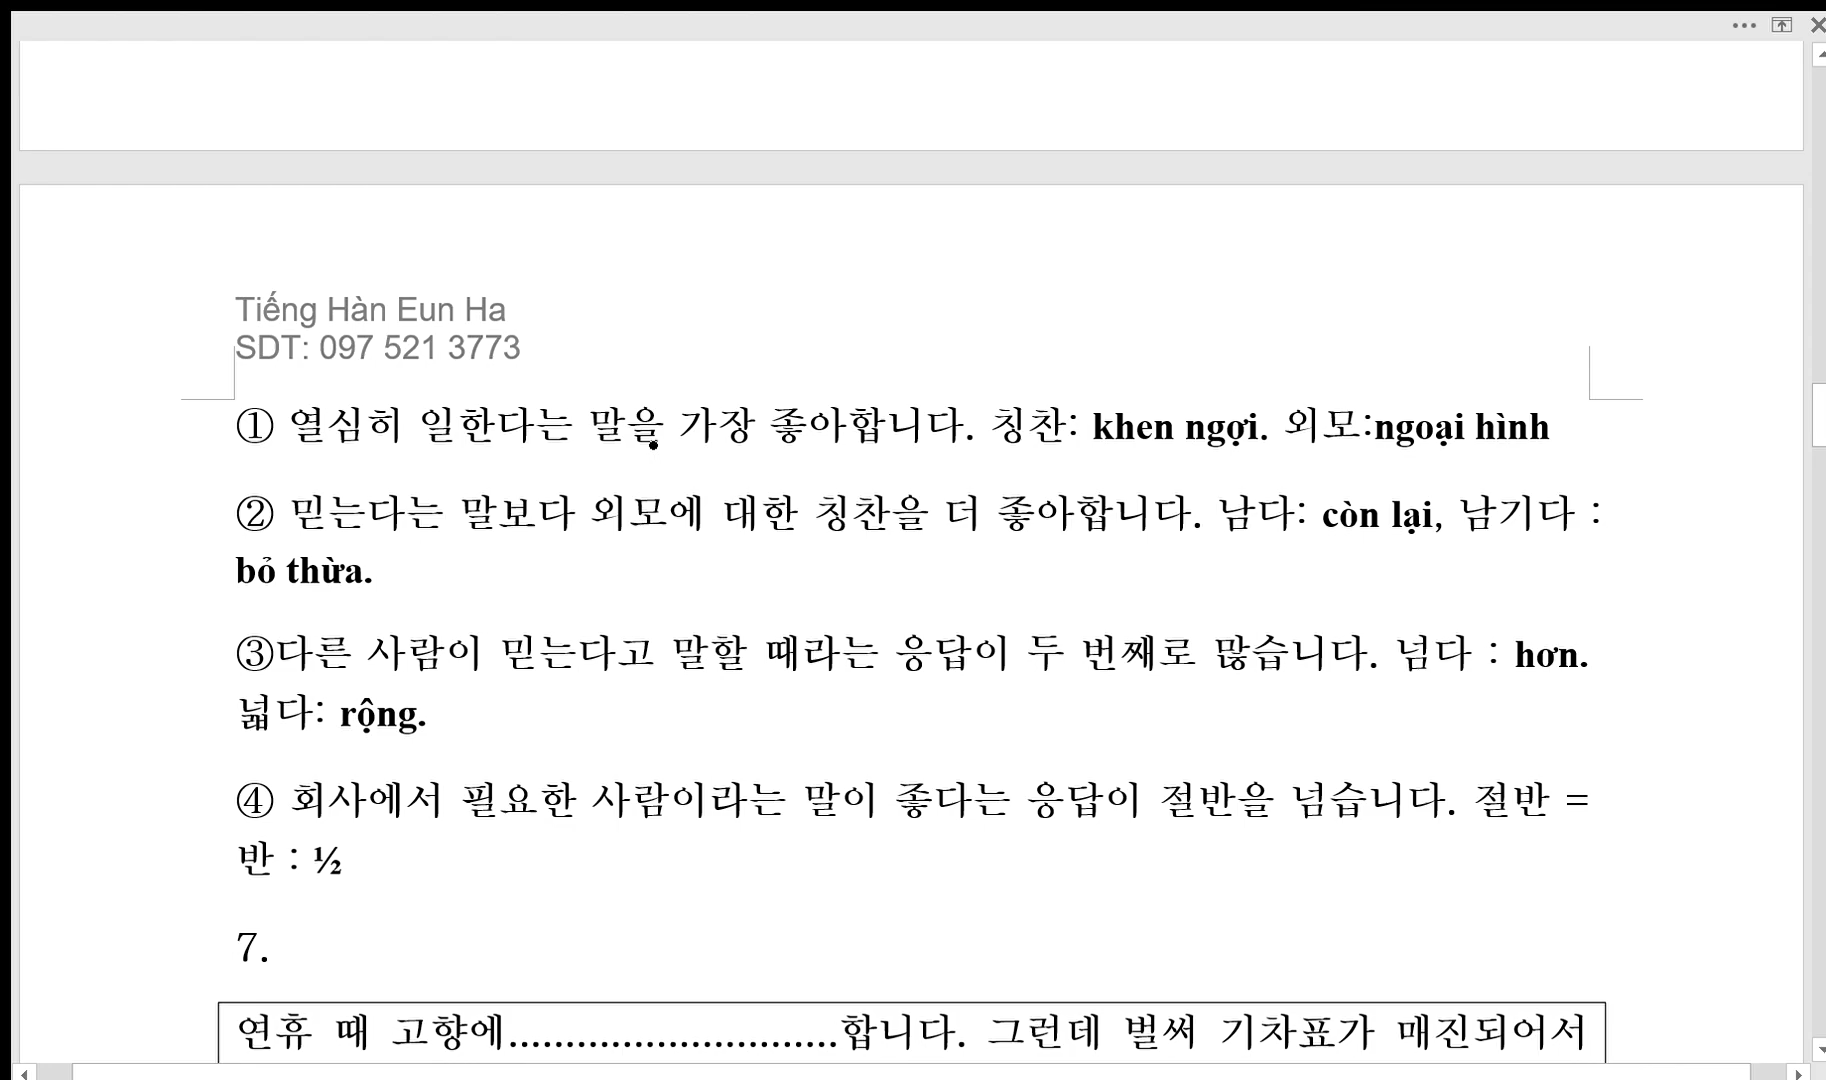 Tiếng Hàn Eun Ha
SDT: 097 521 3773
① 열심히 일한다는 말을 가장 좋아합니다. 칭찬: khen ngợi. 외모:ngoại hình
② 믿는다는 말보다 외모에 대한 칭찬을 더 좋아합니다. 남다: còn lại, 남기다 :
bỏ thừa.
③다른 사람이 믿는다고 말할 때라는 응답이 두 번째로 많습니다. 넘다 : hơn.
넓다: rộng.
④ 회사에서 필요한 사람이라는 말이 좋다는 응답이 절반을 넘습니다. 절반 =
반 : ½
7.
연휴 때 고향에.............................합니다. 그런데 벌써 기차표가 매진되어서